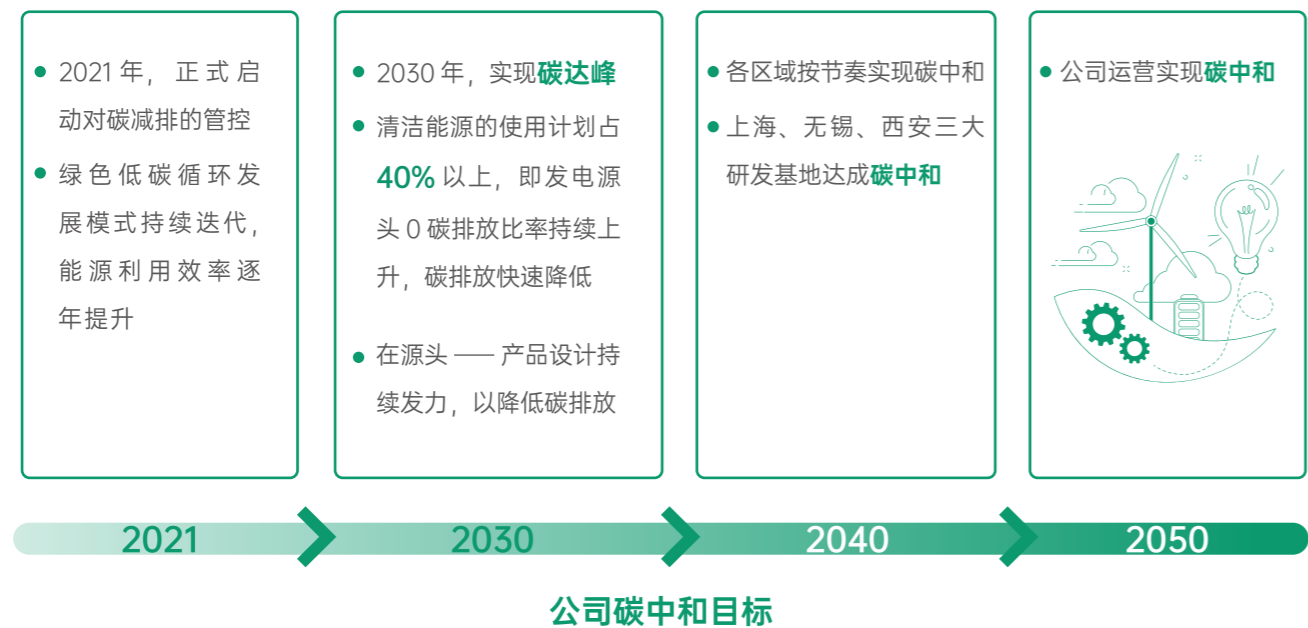 2021 年，正式启
动对碳减排的管控
绿色低碳循环发
展模式持续迭代，
能源利用效率逐
年提升
2030 年，实现碳达峰
清洁能源的使用计划占
40% 以上，即发电源
头 0 碳排放比率持续上
升，碳排放快速降低
在源头 —— 产品设计持
续发力，以降低碳排放
各区域按节奏实现碳中和
上海、无锡、西安三大
研发基地达成碳中和
公司运营实现碳中和
2021
2030
2040
2050
公司碳中和目标